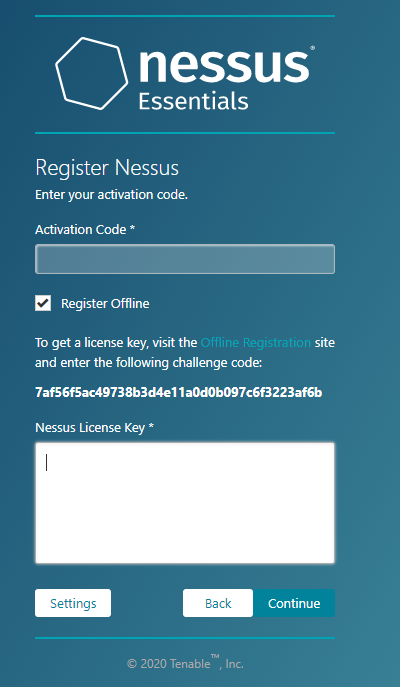 nessus®
Essentials
Register Nessus
Enter your activation code.
Activation Code *
Register Offline
To get a license key, visit the Offline Registration site
and enter the following challenge code:
7af56f5ac49738b3d4e11a0d0b097c6f3223af6b
Nessus License Key *
Settings
Back
Continue
© 2020 Tenable™, Inc.